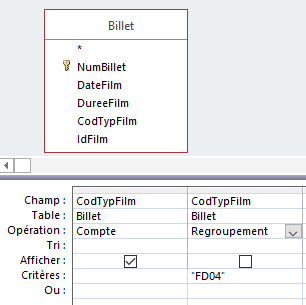 Billet
*
NumBillet
DateFilm
DureeFilm
CodTypFilm
IdFilm
Champ : CodTypFilm CodTypFilm
Table : Billet Billet
Opération : Compte Regroupement
Tri :
Afficher :
Critères : "FD04"
Ou :